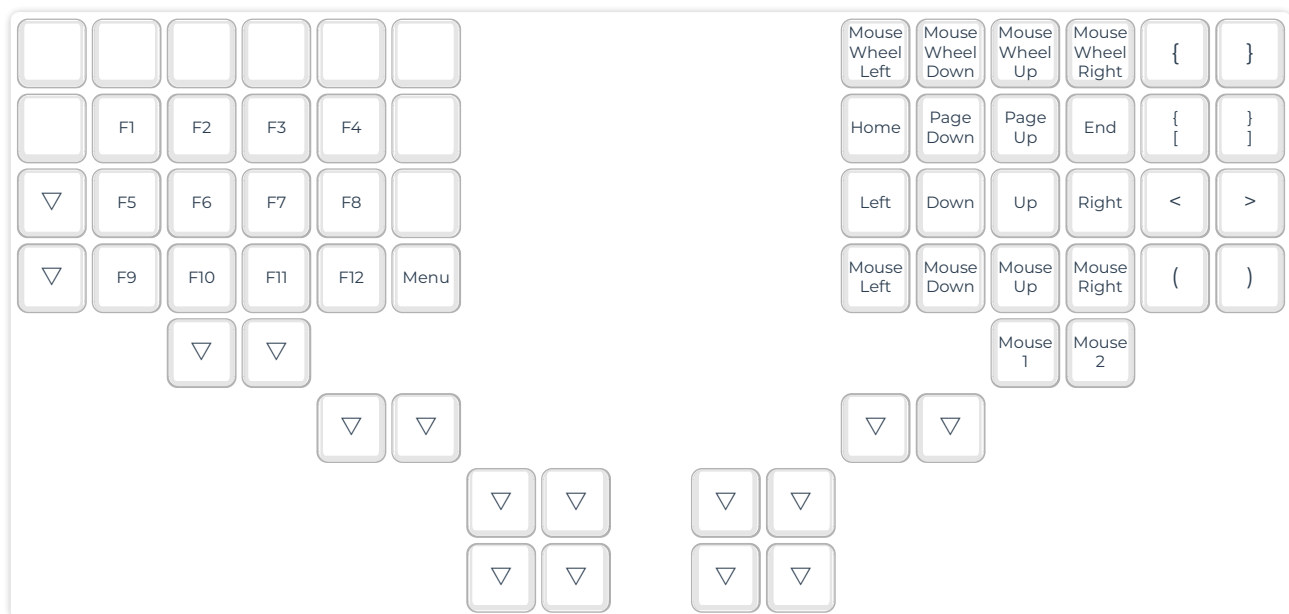 Mouse Wheel Left Mouse Wheel Down Mouse Wheel Up Mouse Wheel Right { }
F1 F2 F3 F4 Home Page Down Page Up End { [ } ]
▽ F5 F6 F7 F8 Left Down Up Right < >
▽ F9 F10 F11 F12 Menu Mouse Left Mouse Down Mouse Up Mouse Right ( )
▽ ▽ Mouse 1 Mouse 2
▽ ▽ ▽ ▽
▽ ▽ ▽ ▽
▽ ▽ ▽ ▽